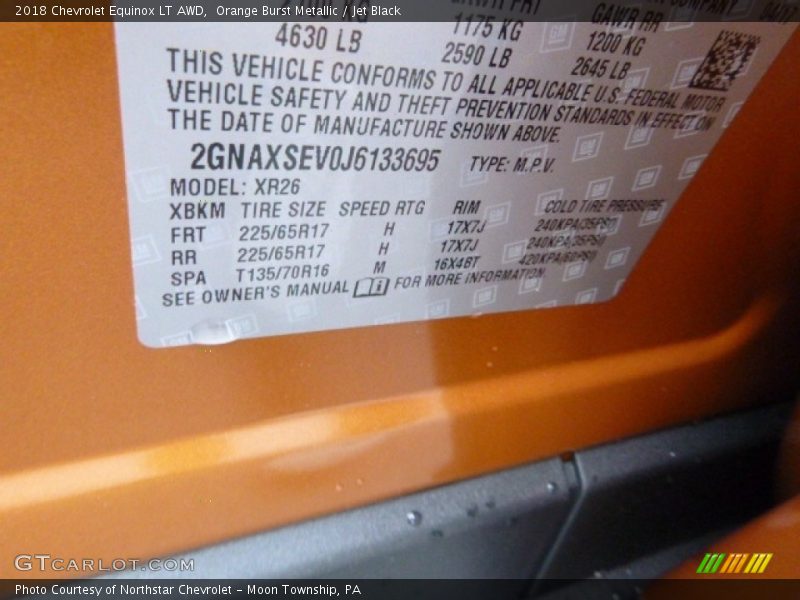 2018 Chevrolet Equinox LT AWD, Orange Burst Metallic / Jet Black
GAWR RR
4630 LB
1175 KG
2590 LB
1200 KG
2645 LB
THIS VEHICLE CONFORMS TO ALL APPLICABLE U.S. FEDERAL MOTOR
VEHICLE SAFETY AND THEFT PREVENTION STANDARDS IN EFFECT ON
THE DATE OF MANUFACTURE SHOWN ABOVE.
2GNAXSEV0J6133695 TYPE: M.P.V.
MODEL: XR26
XBKM TIRE SIZE SPEED RTG RIM COLD TIRE PRESSURE
FRT 225/65R17 H 17X7J 240KPA(35PSI)
RR 225/65R17 H 17X7J 240KPA(35PSI)
SPA T135/70R16 M 16X4BT 420KPA(60PSI)
SEE OWNER'S MANUAL FOR MORE INFORMATION
GTcarlot.com
Photo Courtesy of Northstar Chevrolet - Moon Township, PA